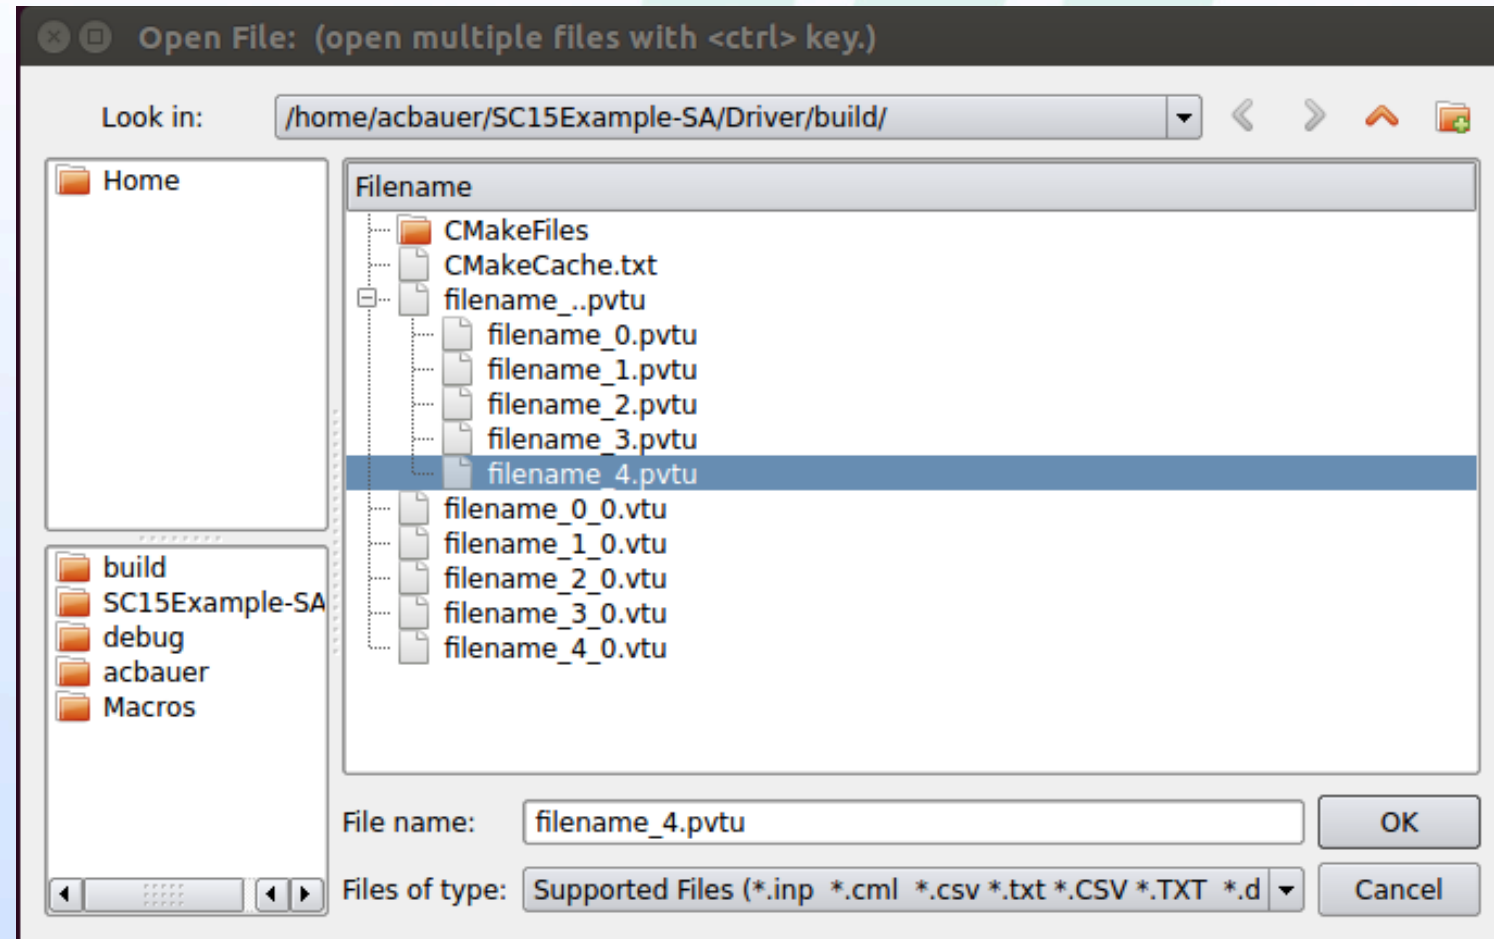 Open File: (open multiple files with <ctrl> key.)
Look in: /home/acbauer/SC15Example-SA/Driver/build/
Home
Filename
CMakeFiles
CMakeCache.txt
filename_..pvtu
filename_0.pvtu
filename_1.pvtu
filename_2.pvtu
filename_3.pvtu
filename_4.pvtu
filename_0_0.vtu
filename_1_0.vtu
filename_2_0.vtu
filename_3_0.vtu
filename_4_0.vtu
build
SC15Example-SA
debug
acbauer
Macros
File name: filename_4.pvtu OK
Files of type: Supported Files (*.inp *.cml *.csv *.txt *.CSV *.TXT *.d Cancel